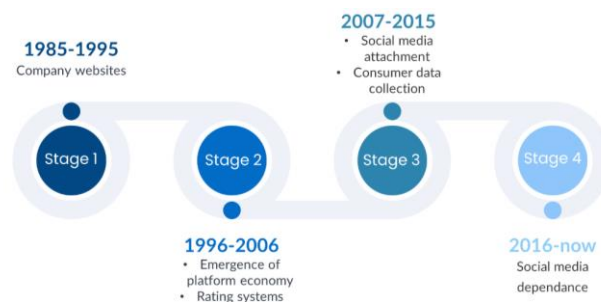 1985-1995
Company websites
Stage 1
Stage 2
1996-2006
• Emergence of
platform economy
• Rating systems
2007-2015
• Social media
attachment
• Consumer data
collection
Stage 3
Stage 4
2016-now
Social media
dependance